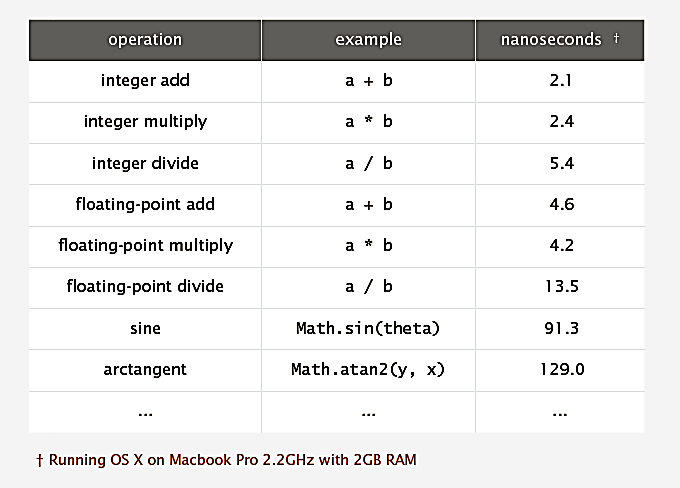 operation example nanoseconds †
integer add a + b 2.1
integer multiply a * b 2.4
integer divide a / b 5.4
floating-point add a + b 4.6
floating-point multiply a * b 4.2
floating-point divide a / b 13.5
sine Math.sin(theta) 91.3
arctangent Math.atan2(y, x) 129.0
... ... ...
† Running OS X on Macbook Pro 2.2GHz with 2GB RAM